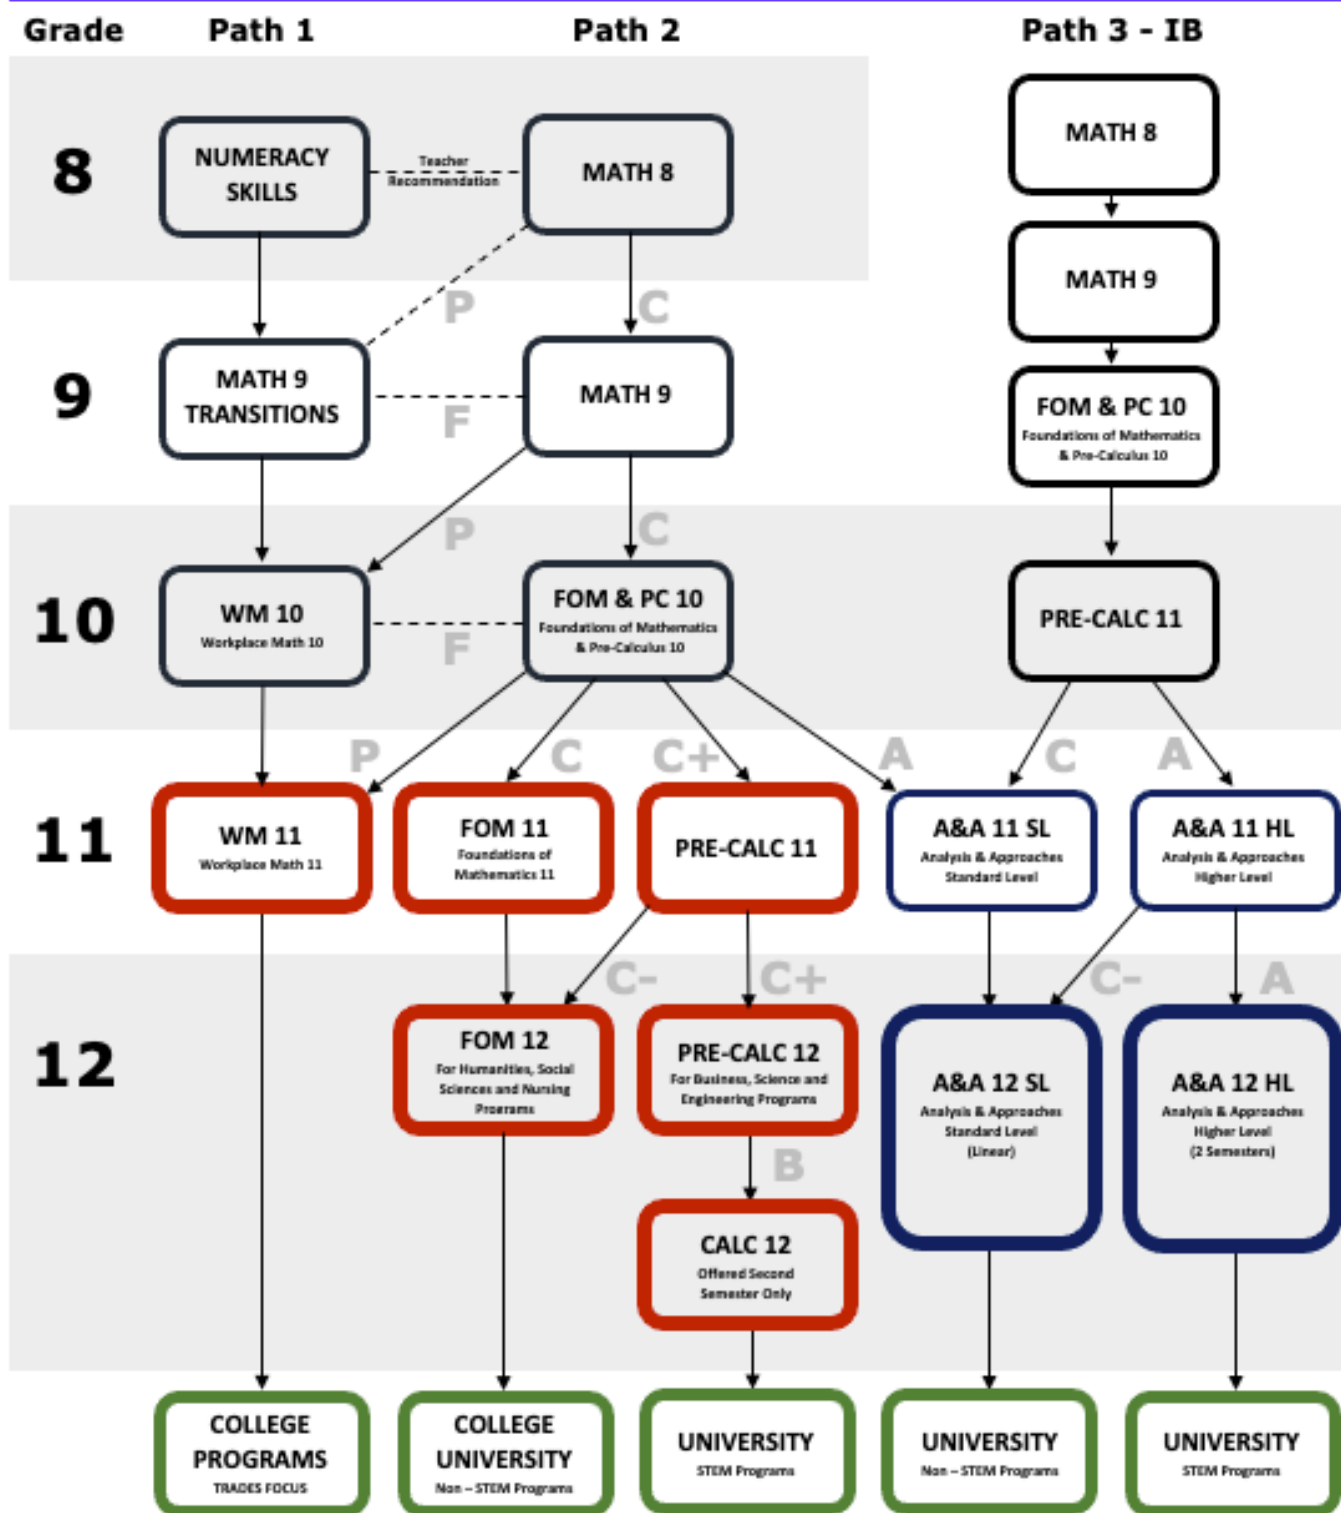 Grade Path 1 Path 2 Path 3 - IB
8
NUMERACY
SKILLS
Teacher
Recommendation
MATH 8
MATH 8
MATH 9
P C
9
MATH 9
TRANSITIONS
F
MATH 9
FOM & PC 10
Foundations of Mathematics
& Pre-Calculus 10
P C
10
WM 10
Workplace Math 10
F
FOM & PC 10
Foundations of Mathematics
& Pre-Calculus 10
PRE-CALC 11
P C C+ A C A
11
WM 11
Workplace Math 11
FOM 11
Foundations of
Mathematics 11
PRE-CALC 11
A&A 11 SL
Analysis & Approaches
Standard Level
A&A 11 HL
Analysis & Approaches
Higher Level
C- C+ C- A
12
FOM 12
For Humanities, Social
Sciences and Nursing
Programs
PRE-CALC 12
For Business, Science and
Engineering Programs
A&A 12 SL
Analysis & Approaches
Standard Level
(Linear)
A&A 12 HL
Analysis & Approaches
Higher Level
(2 Semesters)
B
CALC 12
Offered Second
Semester Only
COLLEGE
PROGRAMS
TRADES FOCUS
COLLEGE
UNIVERSITY
Non – STEM Programs
UNIVERSITY
STEM Programs
UNIVERSITY
Non – STEM Programs
UNIVERSITY
STEM Programs